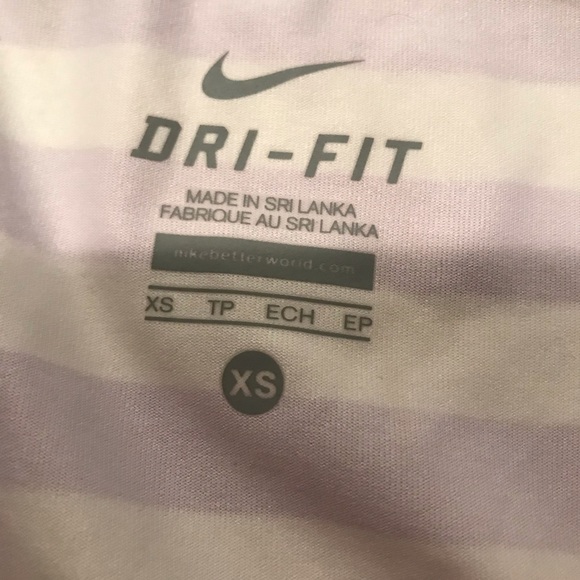 DRI-FIT
MADE IN SRI LANKA
FABRIQUE AU SRI LANKA
nikebetterworld.com
XS TP ECH EP
XS